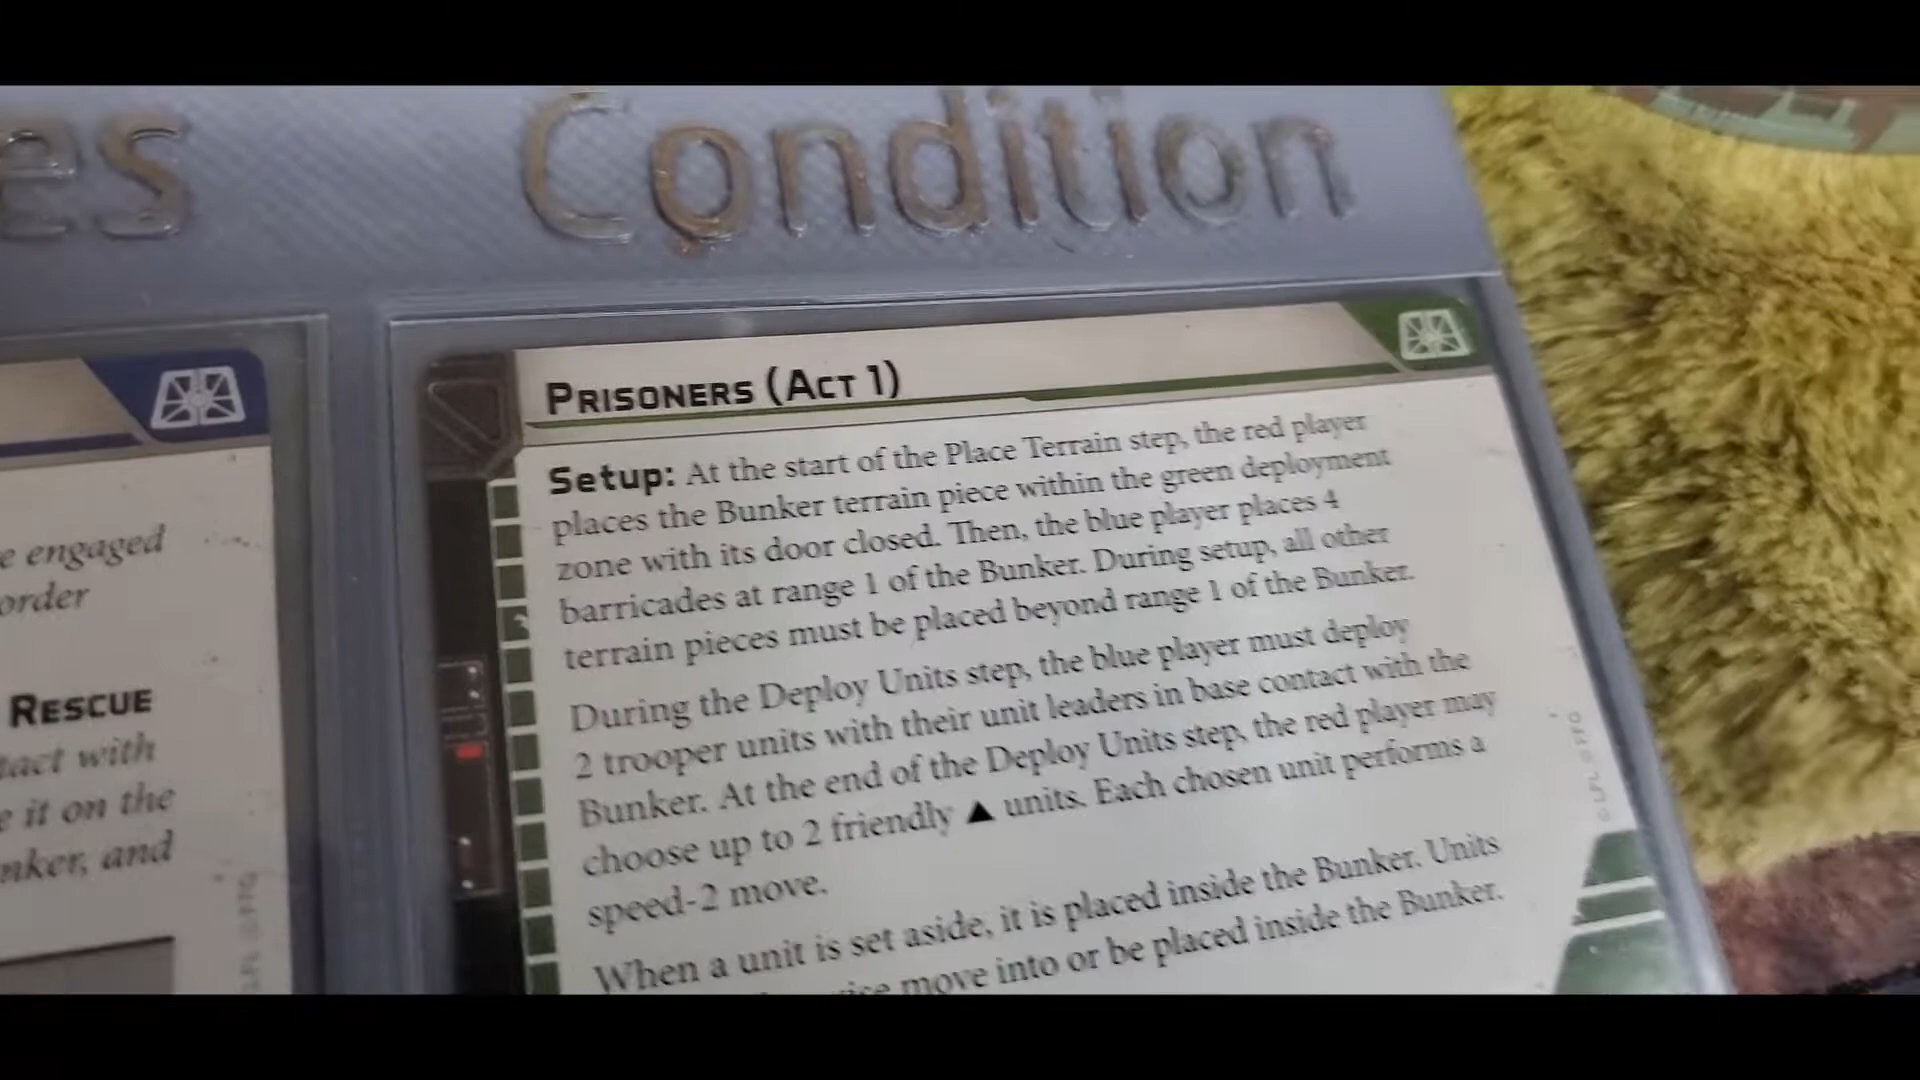 es
Condition
e engaged
order
RESCUE
tact with
e it on the
nker, and
PRISONERS (ACT 1)
Setup: At the start of the Place Terrain step, the red player
places the Bunker terrain piece within the green deployment
zone with its door closed. Then, the blue player places 4
barricades at range 1 of the Bunker. During setup, all other
terrain pieces must be placed beyond range 1 of the Bunker.
During the Deploy Units step, the blue player must deploy
2 trooper units with their unit leaders in base contact with the
Bunker. At the end of the Deploy Units step, the red player may
choose up to 2 friendly ▲ units. Each chosen unit performs a
speed-2 move.
When a unit is set aside, it is placed inside the Bunker. Units
move into or be placed inside the Bunker.